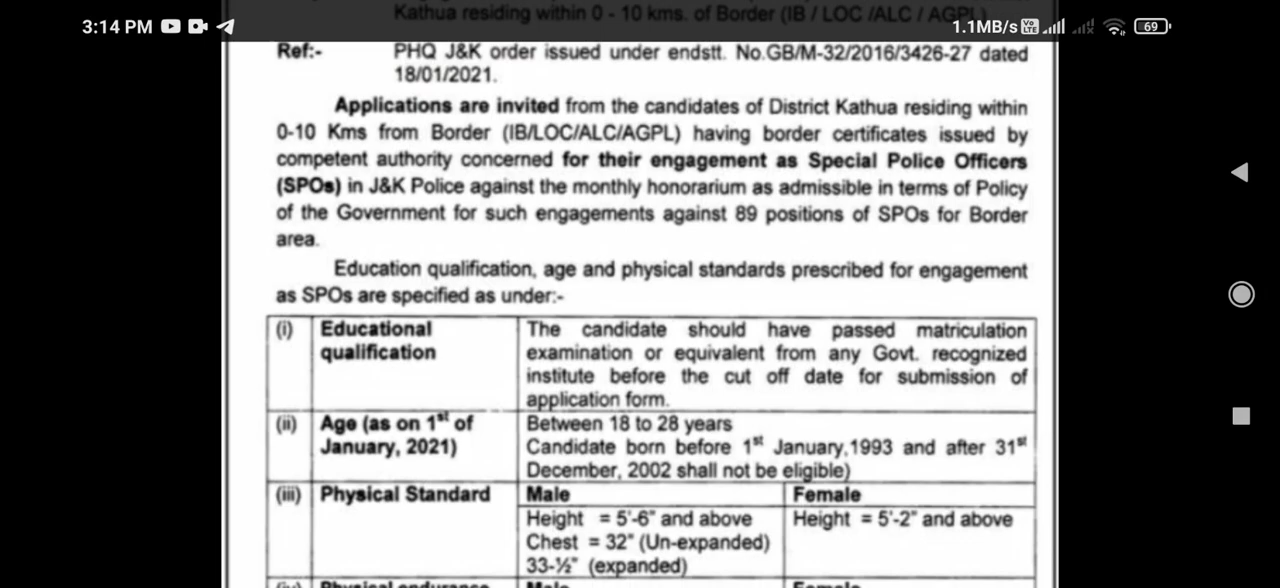 3:14 PM
1.1MB/s Vo LTE 69
Kathua residing within 0 - 10 kms. of Border (IB / LOC /ALC / AGPL)
Ref:- PHQ J&K order issued under endstt. No.GB/M-32/2016/3426-27 dated
18/01/2021.
Applications are invited from the candidates of District Kathua residing within
0-10 Kms from Border (IB/LOC/ALC/AGPL) having border certificates issued by
competent authority concerned for their engagement as Special Police Officers
(SPOs) in J&K Police against the monthly honorarium as admissible in terms of Policy
of the Government for such engagements against 89 positions of SPOs for Border
area.
Education qualification, age and physical standards prescribed for engagement
as SPOs are specified as under:-
(i) Educational The candidate should have passed matriculation
qualification examination or equivalent from any Govt. recognized
institute before the cut off date for submission of
application form.
(ii) Age (as on 1st of Between 18 to 28 years
January, 2021) Candidate born before 1st January,1993 and after 31st
December, 2002 shall not be eligible)
(iii) Physical Standard Male Female
Height = 5'-6" and above Height = 5'-2" and above
Chest = 32" (Un-expanded)
33-½" (expanded)
Physical endurance Male Female